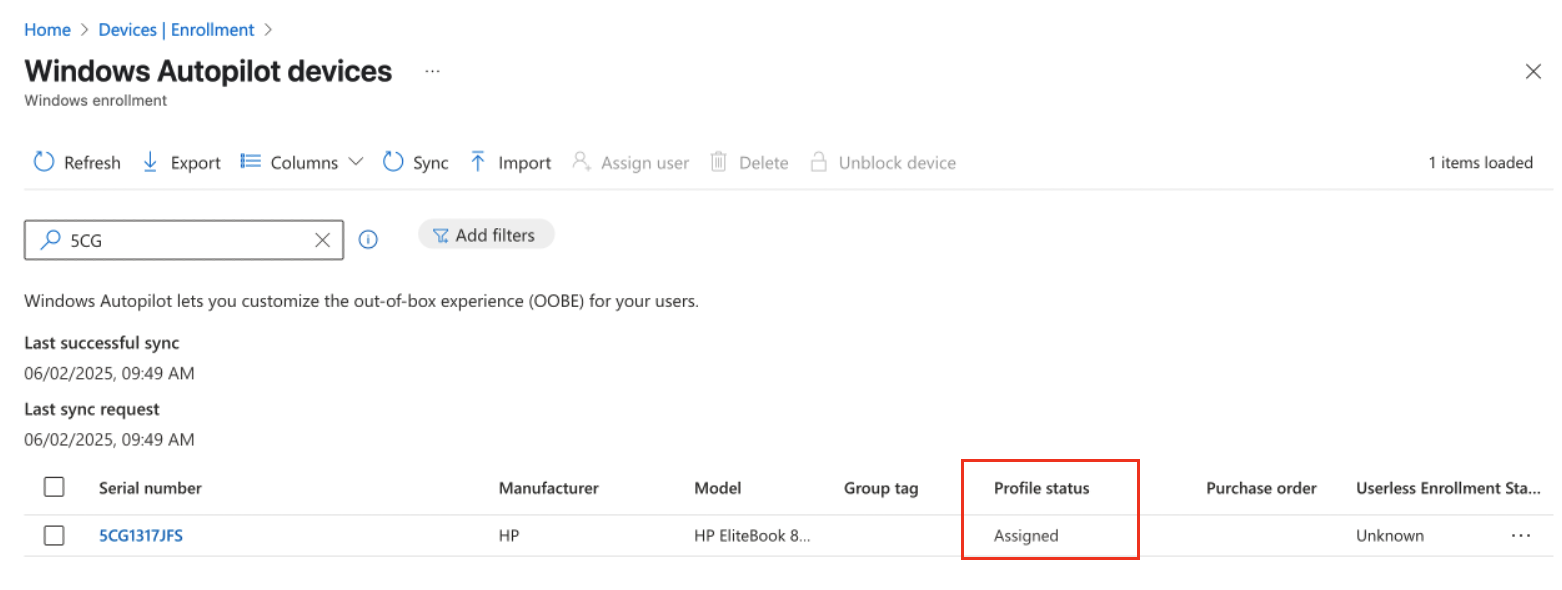 Home > Devices | Enrollment >
Windows Autopilot devices ...
Windows enrollment
Refresh Export Columns Sync Import Assign user Delete Unblock device 1 items loaded
5CG Add filters
Windows Autopilot lets you customize the out-of-box experience (OOBE) for your users.
Last successful sync
06/02/2025, 09:49 AM
Last sync request
06/02/2025, 09:49 AM
Serial number Manufacturer Model Group tag Profile status Purchase order Userless Enrollment Sta...
5CG1317JFS HP HP EliteBook 8... Assigned Unknown ...